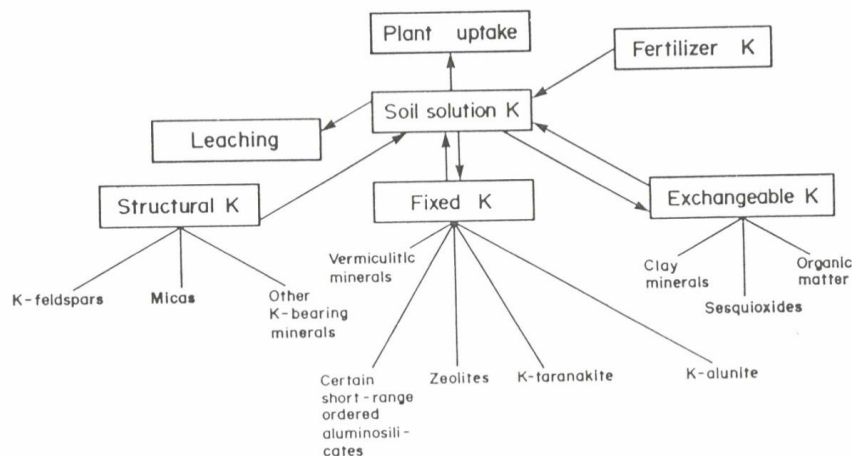 Plant uptake
Fertilizer K
Soil solution K
Leaching
Structural K
Fixed K
Exchangeable K
Vermiculitic
minerals
Clay
minerals
Organic
matter
Sesquioxides
K-feldspars
Micas
Other
K-bearing
minerals
Certain
short-range
ordered
aluminosili-
cates
Zeolites
K-taranakite
K-alunite